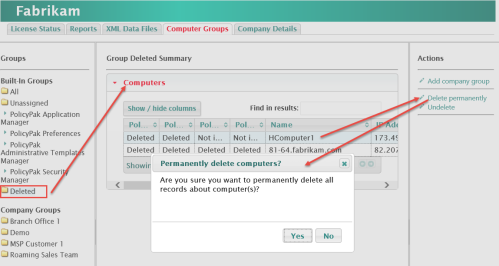 Fabrikam
License Status
Reports
XML Data Files
Computer Groups
Company Details
Groups
Built-In Groups
All
Unassigned
PolicyPak Application
Manager
PolicyPak Preferences
PolicyPak
Administrative Templates
Manager
PolicyPak Security
Manager
Deleted
Company Groups
Branch Office 1
Demo
MSP Customer 1
Roaming Sales Team
Group Deleted Summary
Computers
Show / hide columns
Find in results:
Pol... Pol... Pol... Pol... Name IP Add
Deleted Deleted Not i... Not i... HComputer1 173.49
Deleted Deleted Deleted Deleted 81-64.fabrikam.com 82.207
Showin
Permanently delete computers?
Are you sure you want to permanently delete all
records about computer(s)?
Yes
No
Actions
Add company group
Delete permanently
Undelete